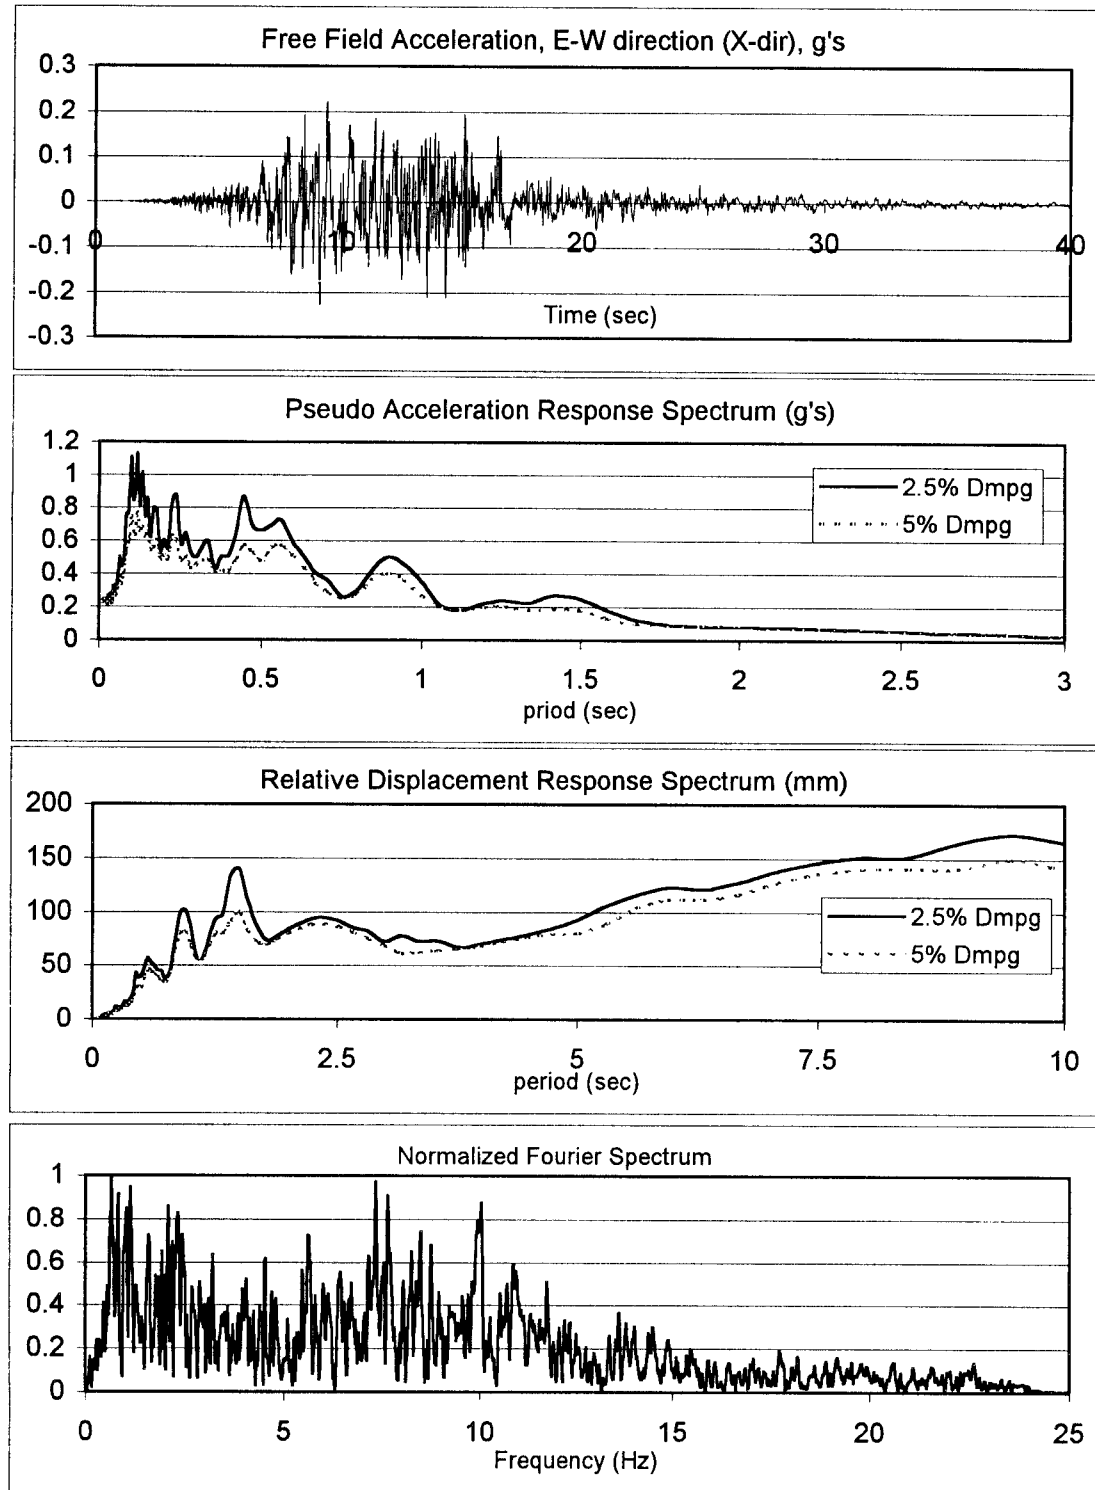 Free Field Acceleration, E-W direction (X-dir), g's
0.3
0.2
0.1
0
-0.1
-0.2
-0.3
0 10 20 30 40
Time (sec)
Pseudo Acceleration Response Spectrum (g's)
1.2
1
0.8
0.6
0.4
0.2
0
2.5% Dmpg
5% Dmpg
0 0.5 1 1.5 2 2.5 3
priod (sec)
Relative Displacement Response Spectrum (mm)
200
150
100
50
0
2.5% Dmpg
5% Dmpg
0 2.5 5 7.5 10
period (sec)
Normalized Fourier Spectrum
1
0.8
0.6
0.4
0.2
0
0 5 10 15 20 25
Frequency (Hz)